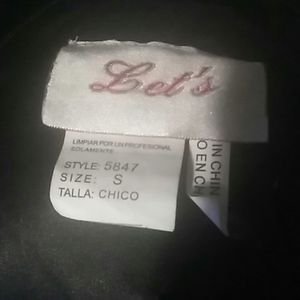 Let's
LIMPIAR POR UN PROFESIONAL
SOLAMENTE
STYLE: 5847
SIZE: S
TALLA: CHICO
IN CHIN
O EN CH